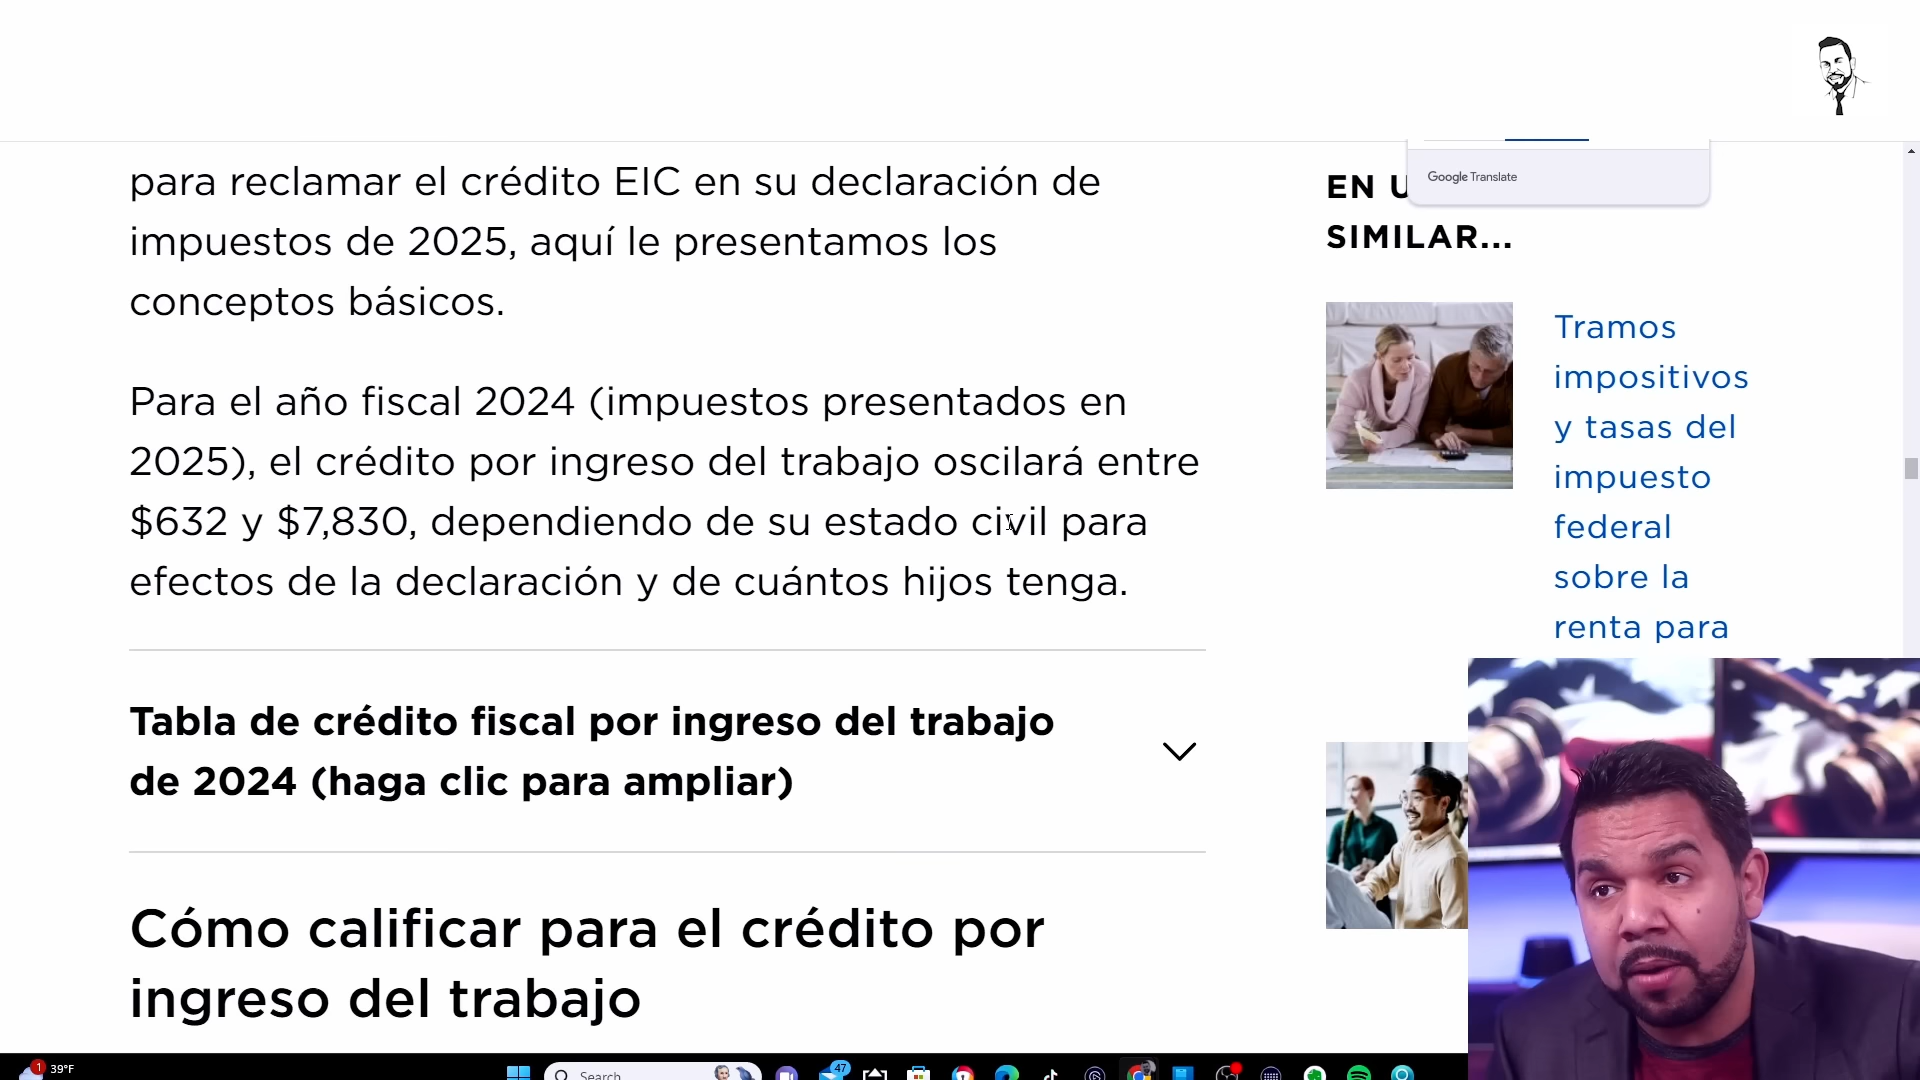 para reclamar el crédito EIC en su declaración de
impuestos de 2025, aquí le presentamos los
conceptos básicos.
Para el año fiscal 2024 (impuestos presentados en
2025), el crédito por ingreso del trabajo oscilará entre
$632 y $7,830, dependiendo de su estado civil para
efectos de la declaración y de cuántos hijos tenga.
Tabla de crédito fiscal por ingreso del trabajo
de 2024 (haga clic para ampliar)
Cómo calificar para el crédito por
ingreso del trabajo
Google Translate
EN U
SIMILAR...
Tramos
impositivos
y tasas del
impuesto
federal
sobre la
renta para
1
39°F
Search
47